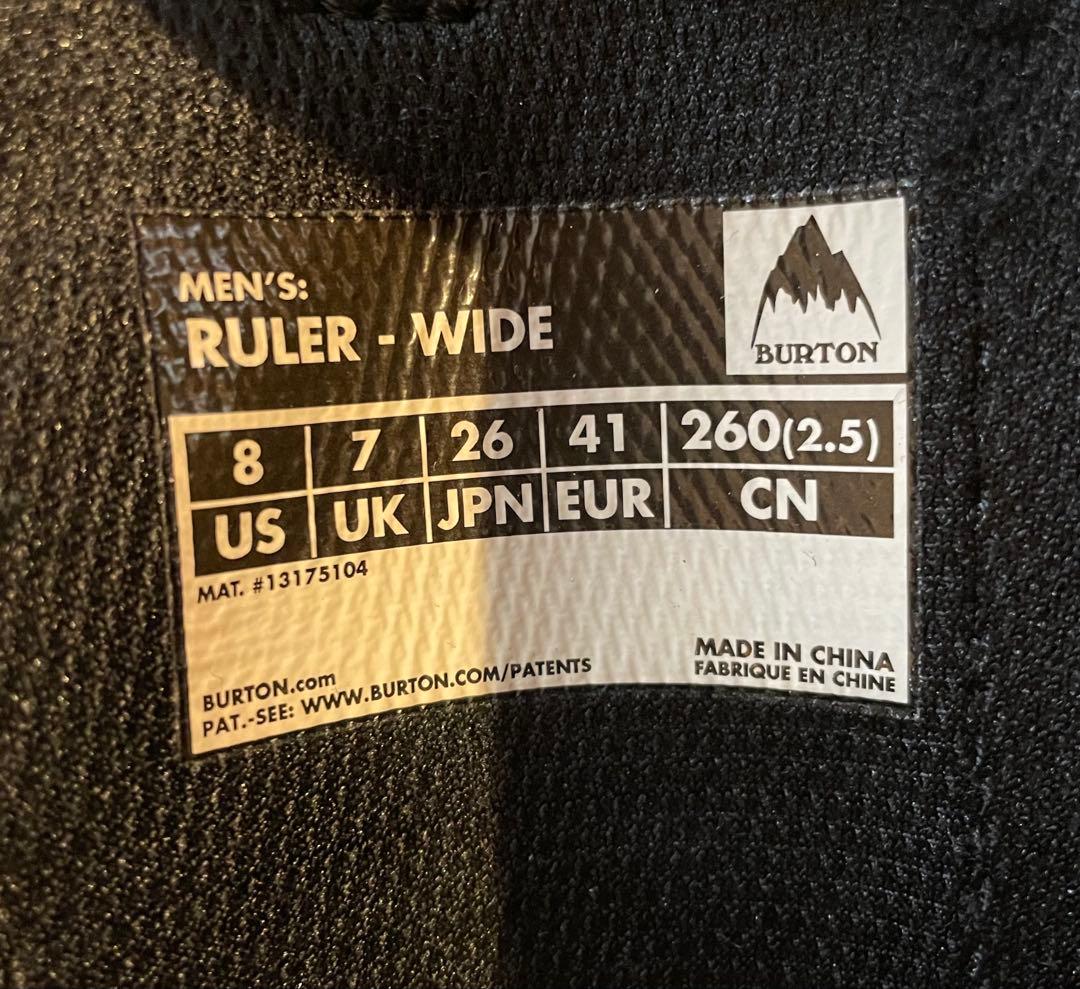 MEN'S:
RULER - WIDE
BURTON
8 7 26 41 260(2.5)
US UK JPN EUR CN
MAT. #13175104
BURTON.com
PAT.-SEE: WWW.BURTON.COM/PATENTS
MADE IN CHINA
FABRIQUE EN CHINE